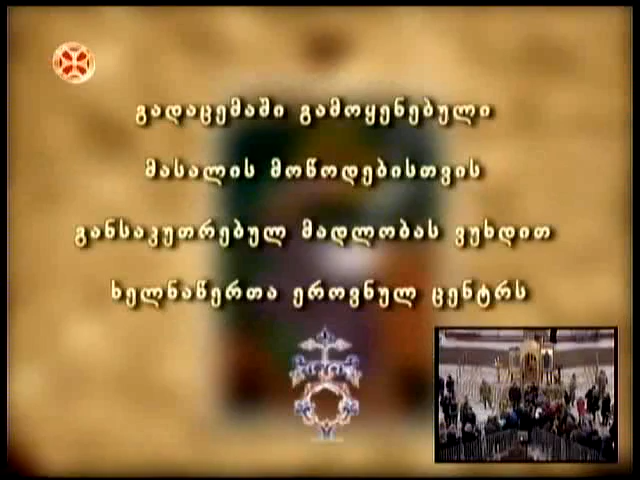 გადაცემაში გამოყენებული
მასალის მოწოდებისთვის
განსაკუთრებულ მადლობას ვუხდით
ხელნაწერთა ეროვნულ ცენტრს